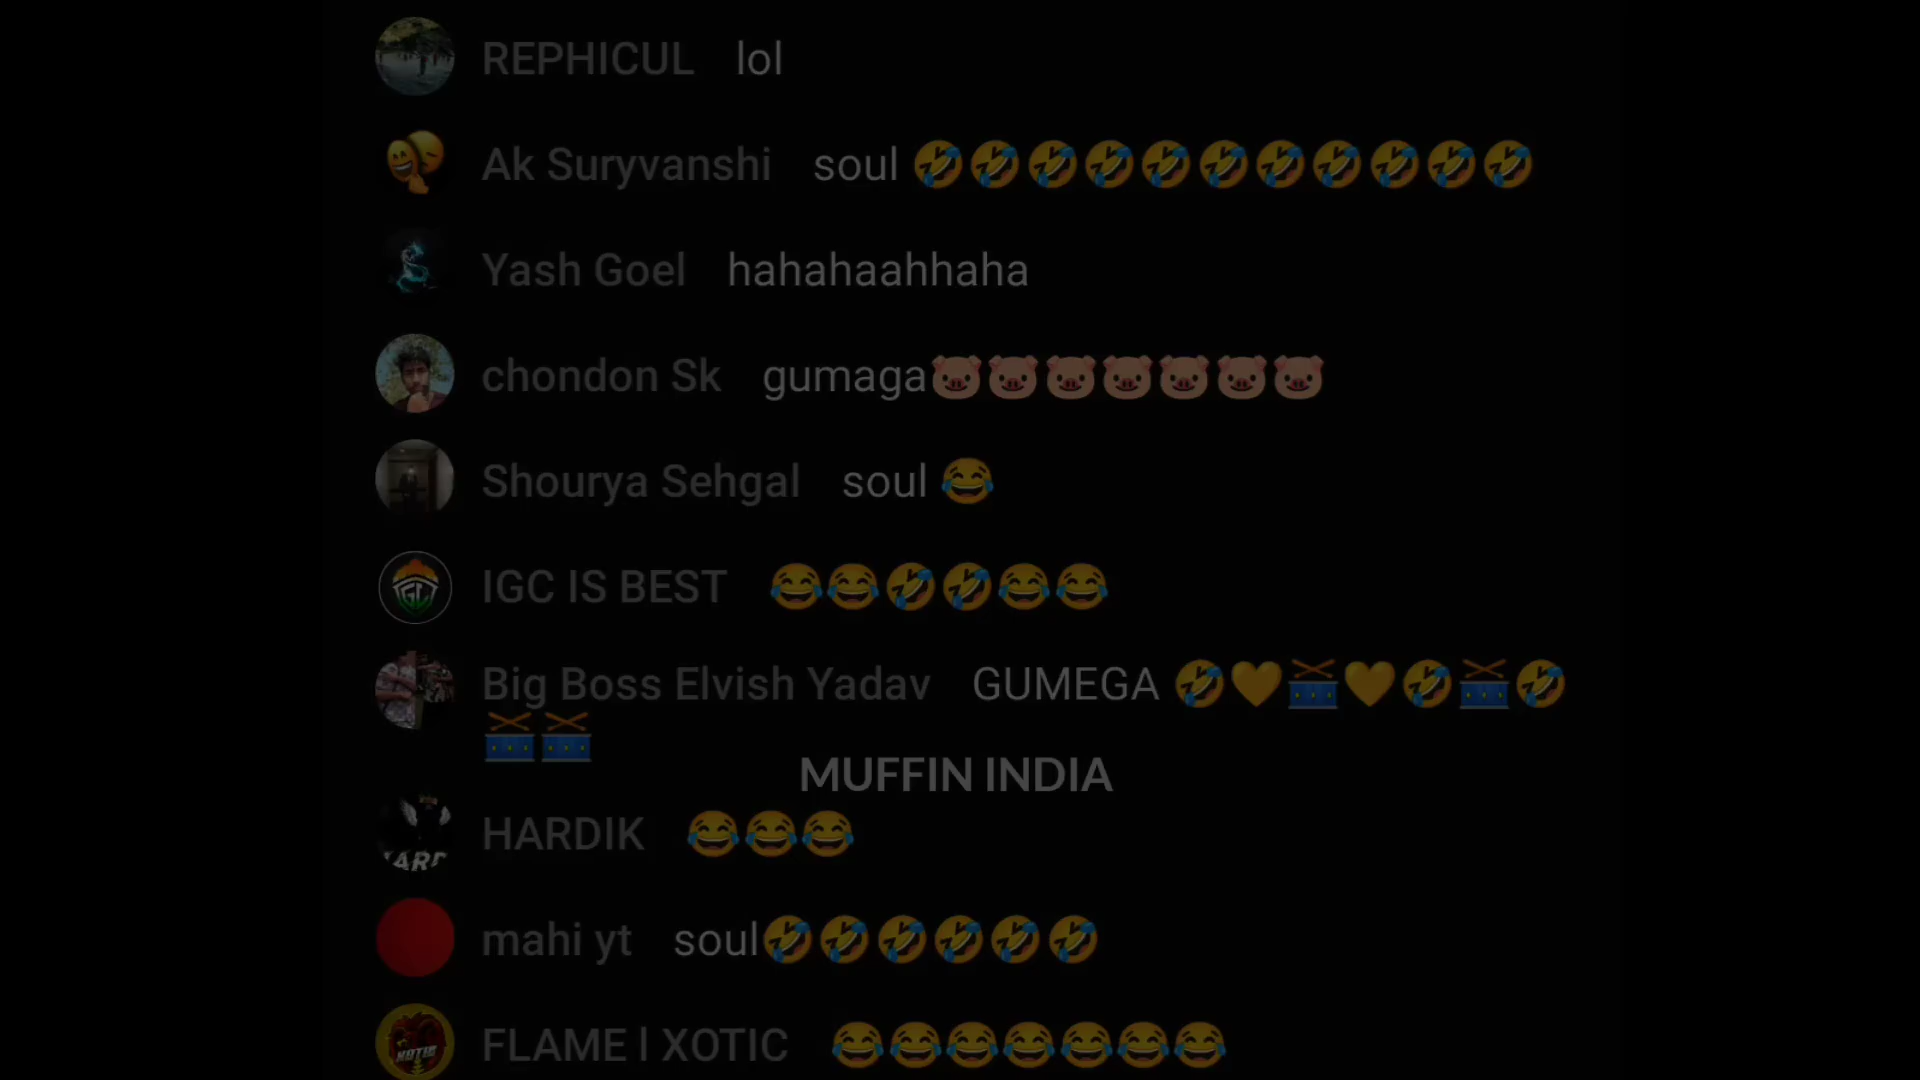 REPHICUL lol
Ak Suryvanshi soul 🤣🤣🤣🤣🤣🤣🤣🤣🤣🤣🤣
Yash Goel hahahaahhaha
chondon Sk gumaga🐷🐷🐷🐷🐷🐷🐷
Shourya Sehgal soul 😂
IGC IS BEST 😂😂🤣🤣😂😂
Big Boss Elvish Yadav GUMEGA 🤣💛🥁💛🤣🥁🤣
🥁🥁
MUFFIN INDIA
HARDIK 😂😂😂
mahi yt soul🤣🤣🤣🤣🤣🤣
FLAME l XOTIC 😂😂😂😂😂😂😂
XOTIC